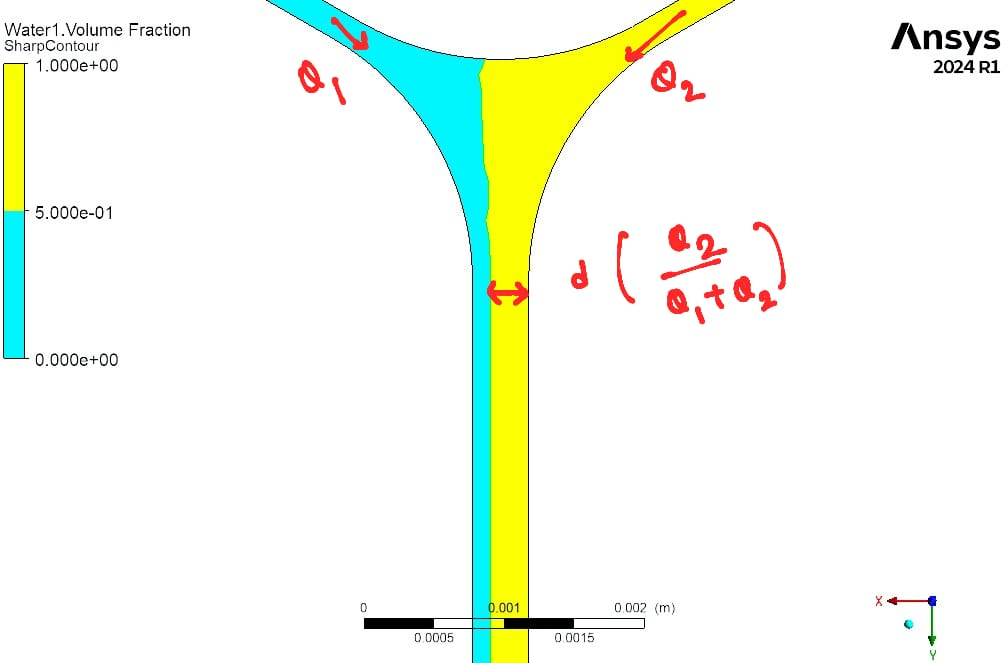 Water1.Volume Fraction
SharpContour
1.000e+00
5.000e-01
0.000e+00
Ansys
2024 R1
Q1
Q2
d ( Q2 / Q1 + Q2 )
0 0.001 0.002 (m)
0.0005 0.0015
X
Y